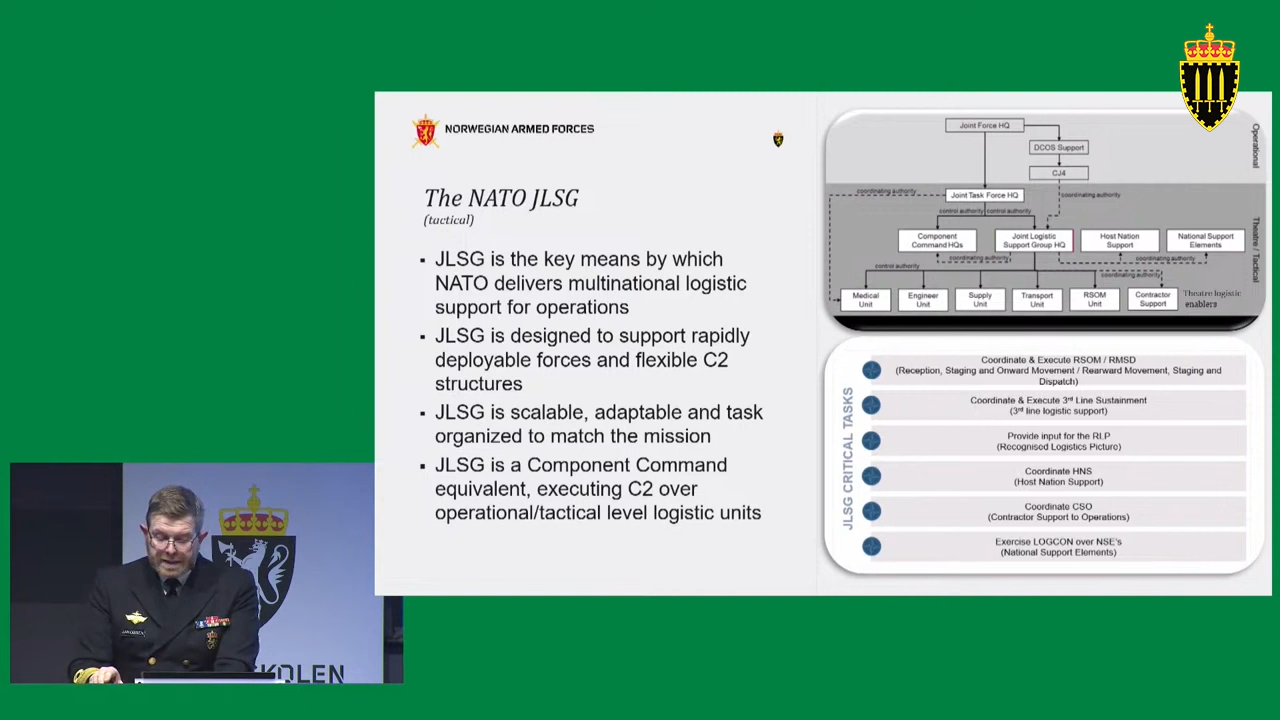 NORWEGIAN ARMED FORCES
The NATO JLSG
(tactical)
▪ JLSG is the key means by which
NATO delivers multinational logistic
support for operations
▪ JLSG is designed to support rapidly
deployable forces and flexible C2
structures
▪ JLSG is scalable, adaptable and task
organized to match the mission
▪ JLSG is a Component Command
equivalent, executing C2 over
operational/tactical level logistic units
Joint Force HQ
DCOS Support
CJ4
Operational
coordinating authority
Joint Task Force HQ
coordinating authority
control authority
control authority
Component
Command HQs
Joint Logistic
Support Group HQ
Host Nation
Support
National Support
Elements
Theatre / Tactical
coordinating authority
coordinating authority
control authority
coordinating authority
Medical
Unit
Engineer
Unit
Supply
Unit
Transport
Unit
RSOM
Unit
Contractor
Support
Theatre logistic
enablers
JLSG CRITICAL TASKS
Coordinate & Execute RSOM / RMSD
(Reception, Staging and Onward Movement / Rearward Movement, Staging and
Dispatch)
Coordinate & Execute 3rd Line Sustainment
(3rd line logistic support)
Provide input for the RLP
(Recognised Logistics Picture)
Coordinate HNS
(Host Nation Support)
Coordinate CSO
(Contractor Support to Operations)
Exercise LOGCON over NSE's
(National Support Elements)
KOLEN